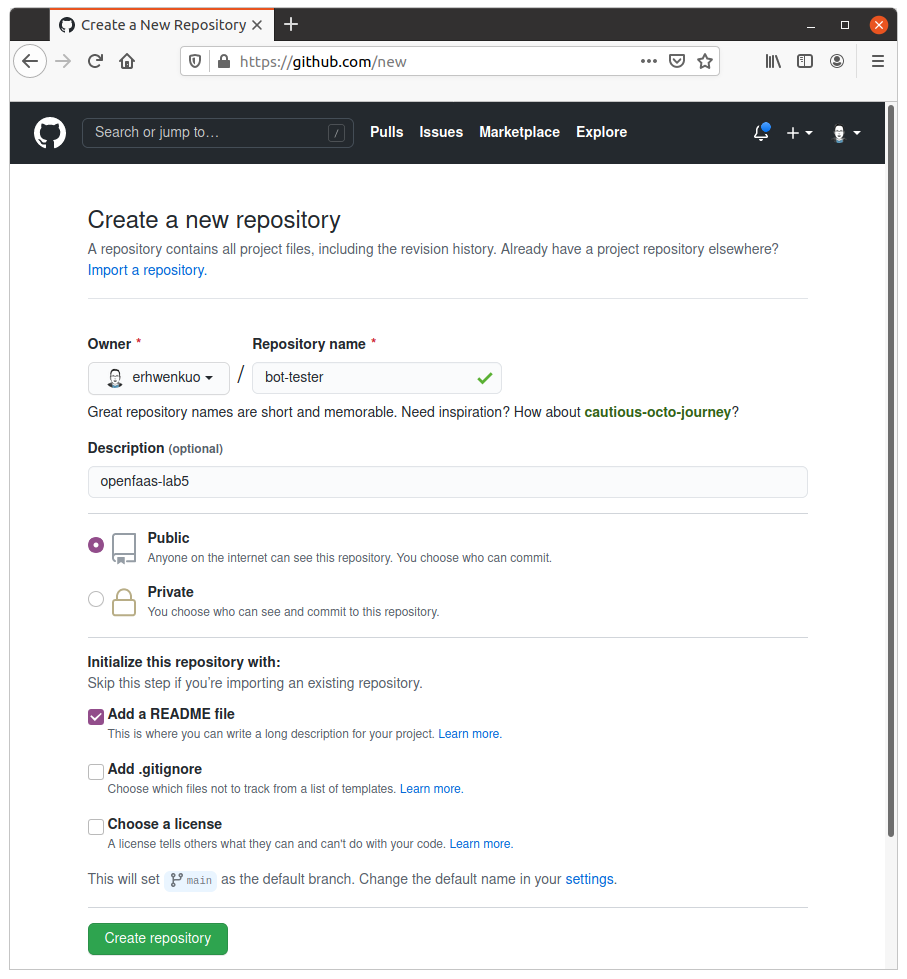 Create a New Repository
https://github.com/new
Search or jump to… /
Pulls Issues Marketplace Explore
Create a new repository
A repository contains all project files, including the revision history. Already have a project repository elsewhere?
Import a repository.
Owner * Repository name *
erhwenkuo / bot-tester
Great repository names are short and memorable. Need inspiration? How about cautious-octo-journey?
Description (optional)
openfaas-lab5
Public
Anyone on the internet can see this repository. You choose who can commit.
Private
You choose who can see and commit to this repository.
Initialize this repository with:
Skip this step if you’re importing an existing repository.
Add a README file
This is where you can write a long description for your project. Learn more.
Add .gitignore
Choose which files not to track from a list of templates. Learn more.
Choose a license
A license tells others what they can and can't do with your code. Learn more.
This will set main as the default branch. Change the default name in your settings.
Create repository